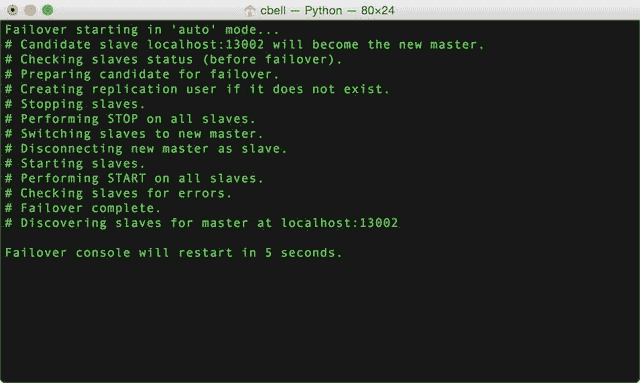 cbell — Python — 80×24
Failover starting in 'auto' mode...
# Candidate slave localhost:13002 will become the new master.
# Checking slaves status (before failover).
# Preparing candidate for failover.
# Creating replication user if it does not exist.
# Stopping slaves.
# Performing STOP on all slaves.
# Switching slaves to new master.
# Disconnecting new master as slave.
# Starting slaves.
# Performing START on all slaves.
# Checking slaves for errors.
# Failover complete.
# Discovering slaves for master at localhost:13002
Failover console will restart in 5 seconds.